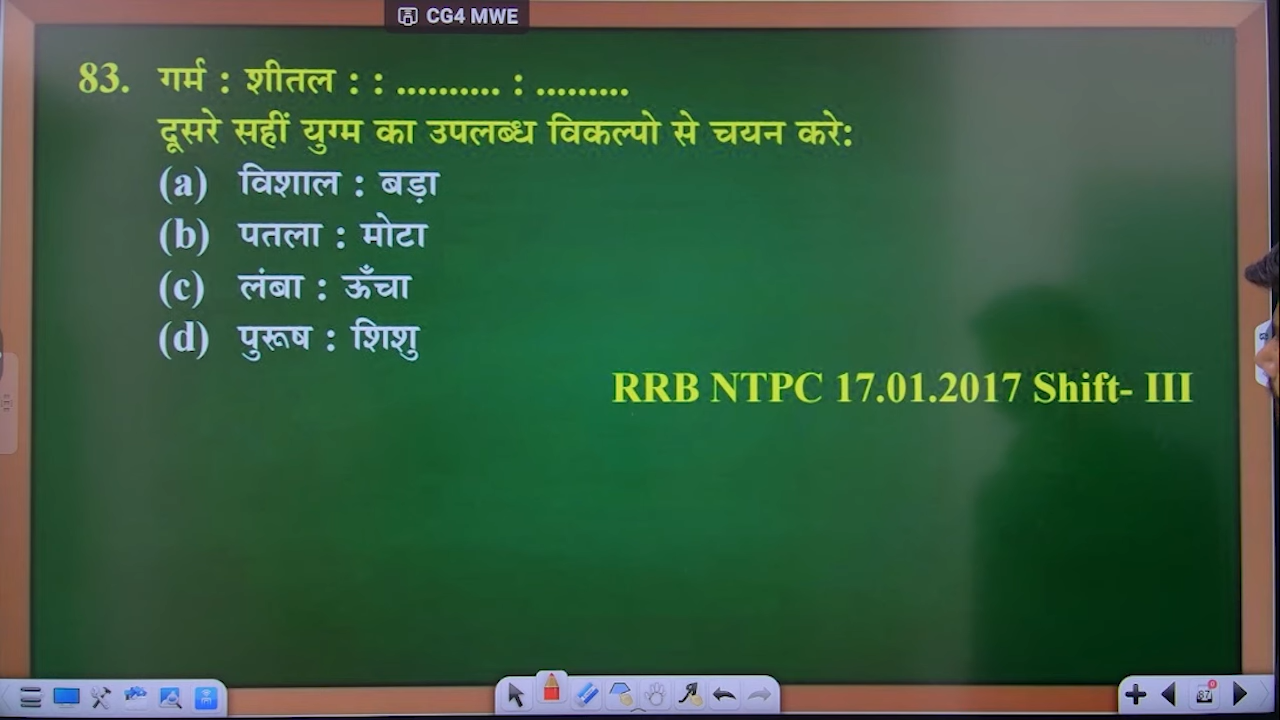 CG4 MWE
83. गर्म : शीतल : : .......... : .........
दूसरे सहीं युग्म का उपलब्ध विकल्पो से चयन करे:
(a) विशाल : बड़ा
(b) पतला : मोटा
(c) लंबा : ऊँचा
(d) पुरूष : शिशु
RRB NTPC 17.01.2017 Shift- III
87